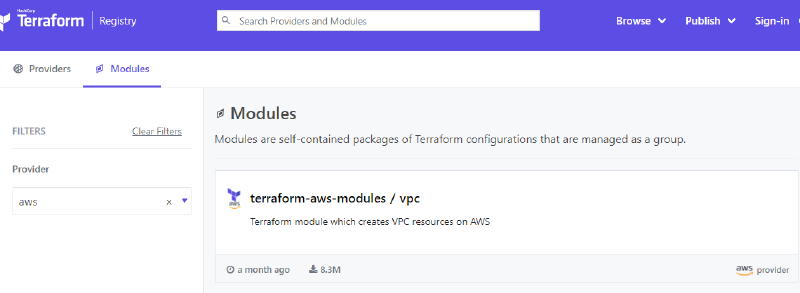 HashiCorp
Terraform Registry
Search Providers and Modules
Browse Publish Sign-in
Providers Modules
FILTERS Clear Filters
Provider
aws ×
Modules
Modules are self-contained packages of Terraform configurations that are managed as a group.
aws
terraform-aws-modules / vpc
Terraform module which creates VPC resources on AWS
a month ago 8.3M
aws provider